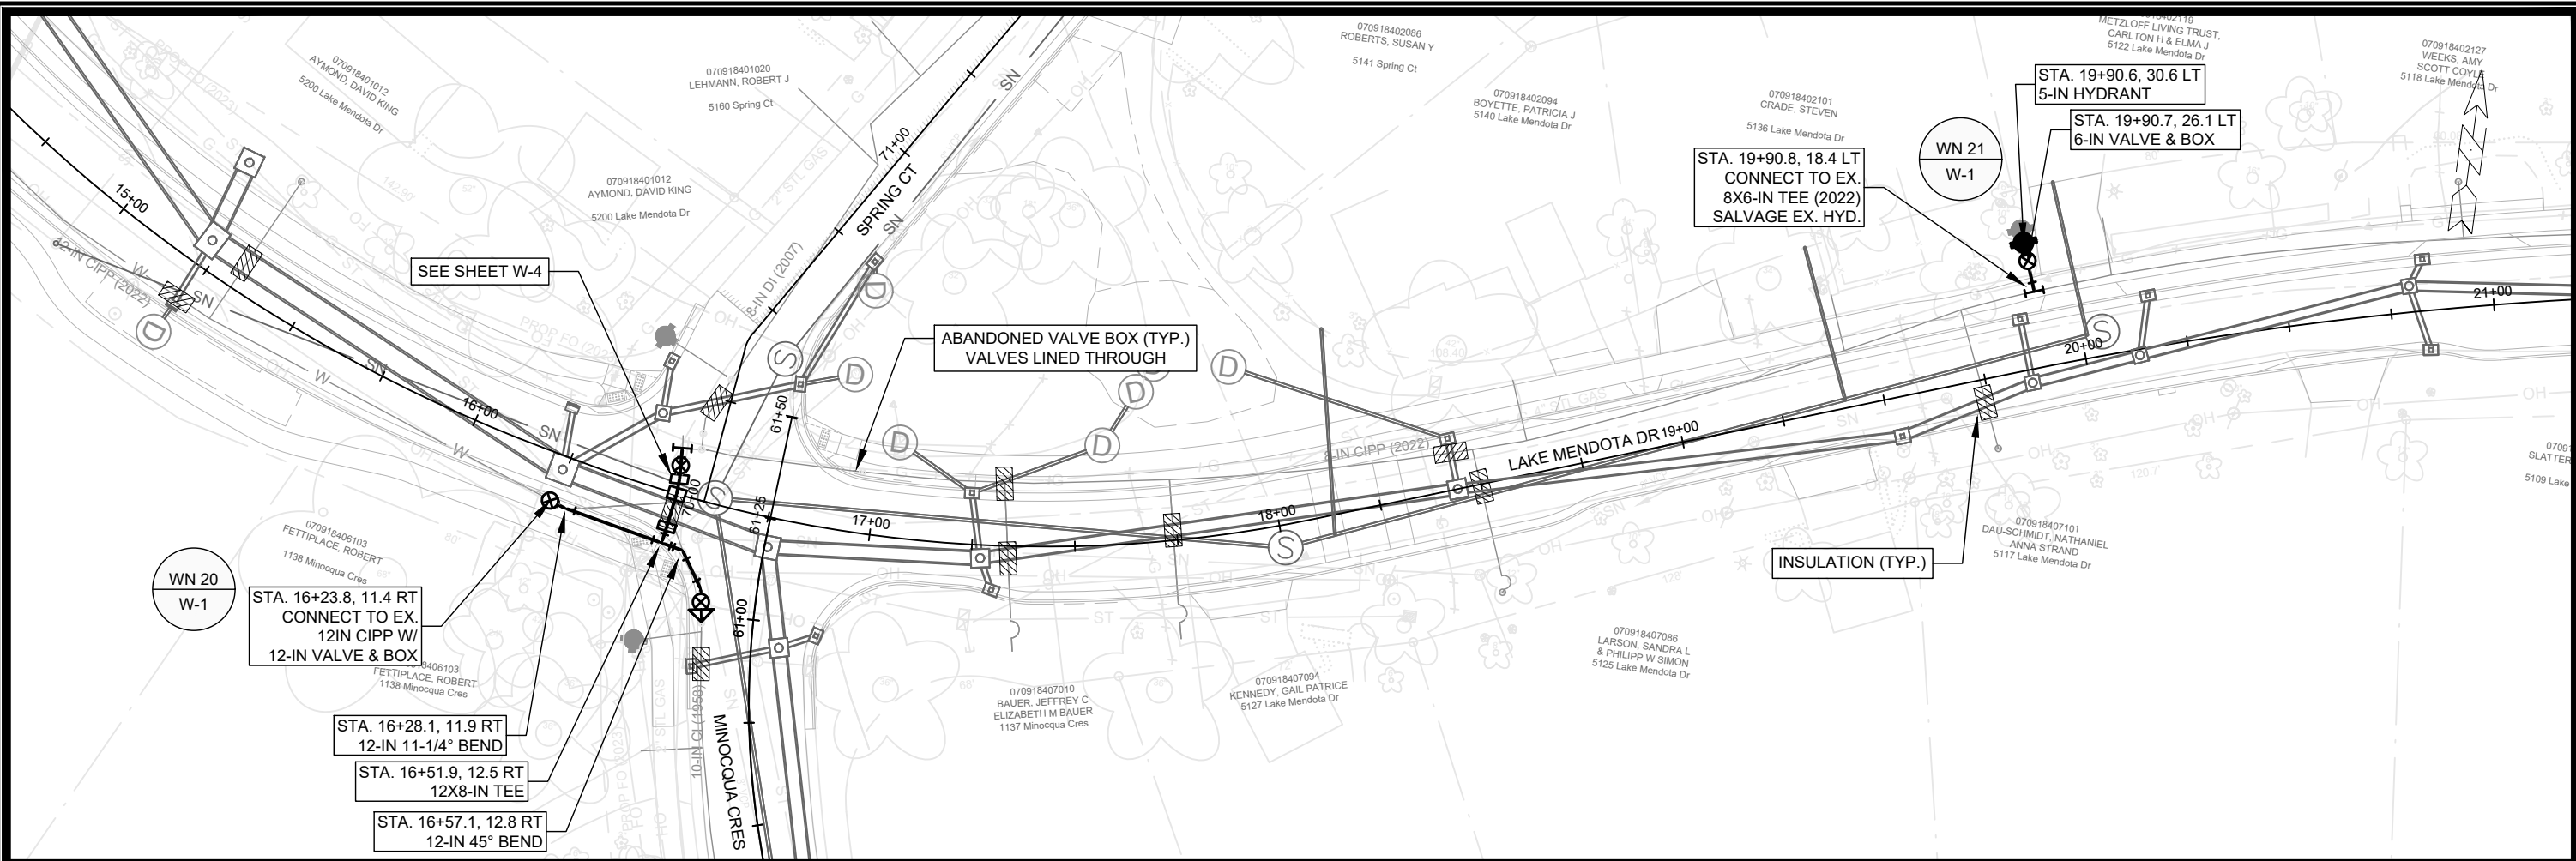 070918401012
AYMOND, DAVID KING
5200 Lake Mendota Dr
070918401020
LEHMANN, ROBERT J
5160 Spring Ct
070918401012
AYMOND, DAVID KING
5200 Lake Mendota Dr
070918402086
ROBERTS, SUSAN Y
5141 Spring Ct
070918402094
BOYETTE, PATRICIA J
5140 Lake Mendota Dr
070918402101
CRADE, STEVEN
5136 Lake Mendota Dr
METZLOFF LIVING TRUST,
CARLTON H & ELMA J
5122 Lake Mendota Dr
070918402127
WEEKS, AMY
SCOTT COYLE
5118 Lake Mendota Dr
STA. 19+90.6, 30.6 LT
5-IN HYDRANT
STA. 19+90.7, 26.1 LT
6-IN VALVE & BOX
WN 21
W-1
STA. 19+90.8, 18.4 LT
CONNECT TO EX.
8X6-IN TEE (2022)
SALVAGE EX. HYD.
SEE SHEET W-4
ABANDONED VALVE BOX (TYP.)
VALVES LINED THROUGH
15+00
16+00
17+00
18+00
19+00
20+00
21+00
71+00
70+00
61+50
61+25
61+00
SPRING CT
LAKE MENDOTA DR
MINOCQUA CRES
12-IN CIPP (2022)
8-IN DI (2007)
2" STL GAS
8-IN CIPP (2022)
4" STL GAS
10-IN CI (1958)
INSULATION (TYP.)
WN 20
W-1
070918406103
FETTIPLACE, ROBERT
1138 Minocqua Cres
STA. 16+23.8, 11.4 RT
CONNECT TO EX.
12IN CIPP W/
12-IN VALVE & BOX
FETTIPLACE, ROBERT
1138 Minocqua Cres
STA. 16+28.1, 11.9 RT
12-IN 11-1/4° BEND
STA. 16+51.9, 12.5 RT
12X8-IN TEE
STA. 16+57.1, 12.8 RT
12-IN 45° BEND
070918407010
BAUER, JEFFREY C
ELIZABETH M BAUER
1137 Minocqua Cres
070918407094
KENNEDY, GAIL PATRICE
5127 Lake Mendota Dr
070918407086
LARSON, SANDRA L
& PHILIPP W SIMON
5125 Lake Mendota Dr
070918407101
DAU-SCHMIDT, NATHANIEL
ANNA STRAND
5117 Lake Mendota Dr
5109 Lake